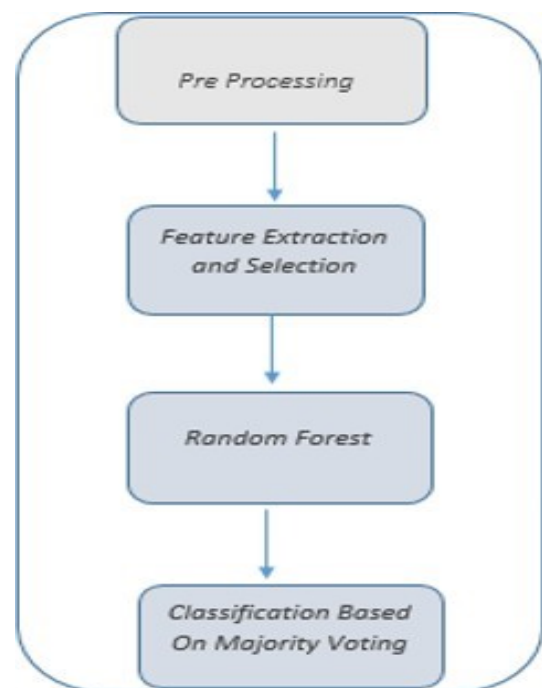 Pre Processing
Feature Extraction
and Selection
Random Forest
Classification Based
On Majority Voting